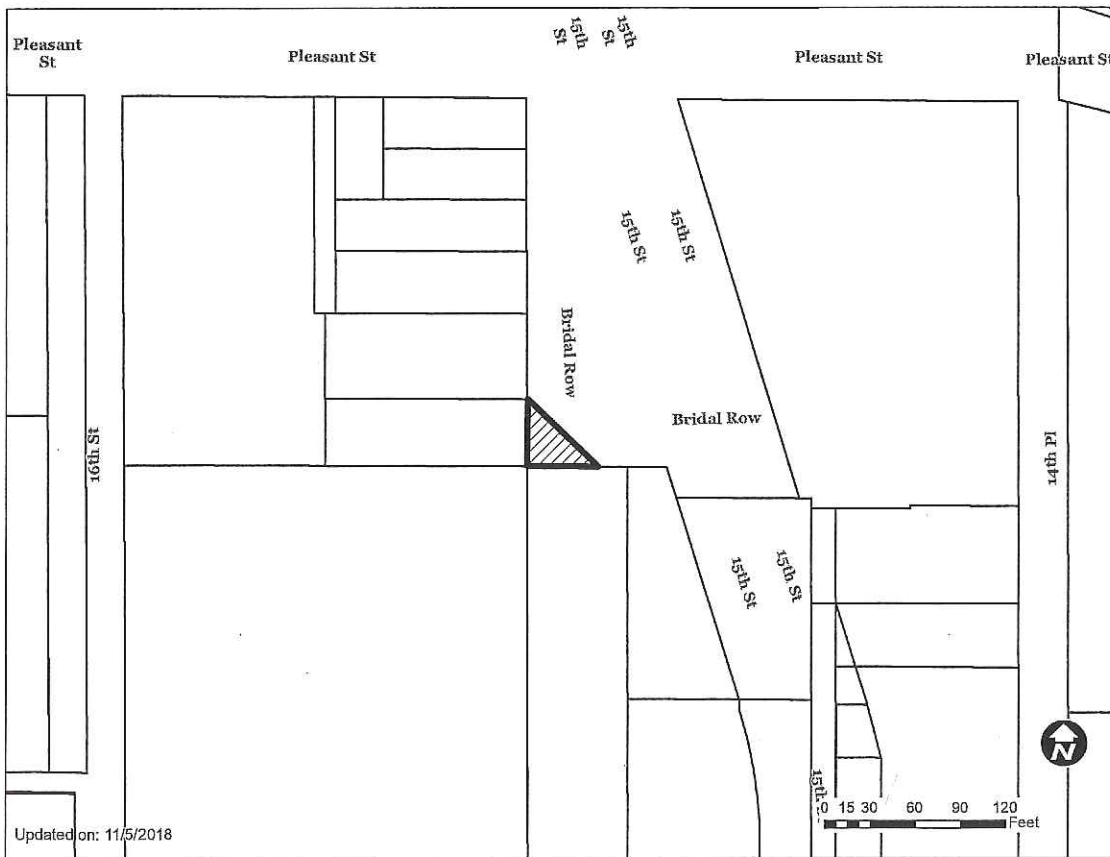 Pleasant
St
Pleasant St
15th
St
15th
St
Pleasant St
Pleasant St
15th St
15th St
Bridal Row
Bridal Row
16th St
14th Pl
15th St
15th St
N
15th
0 15 30 60 90 120
Feet
Updated on: 11/5/2018